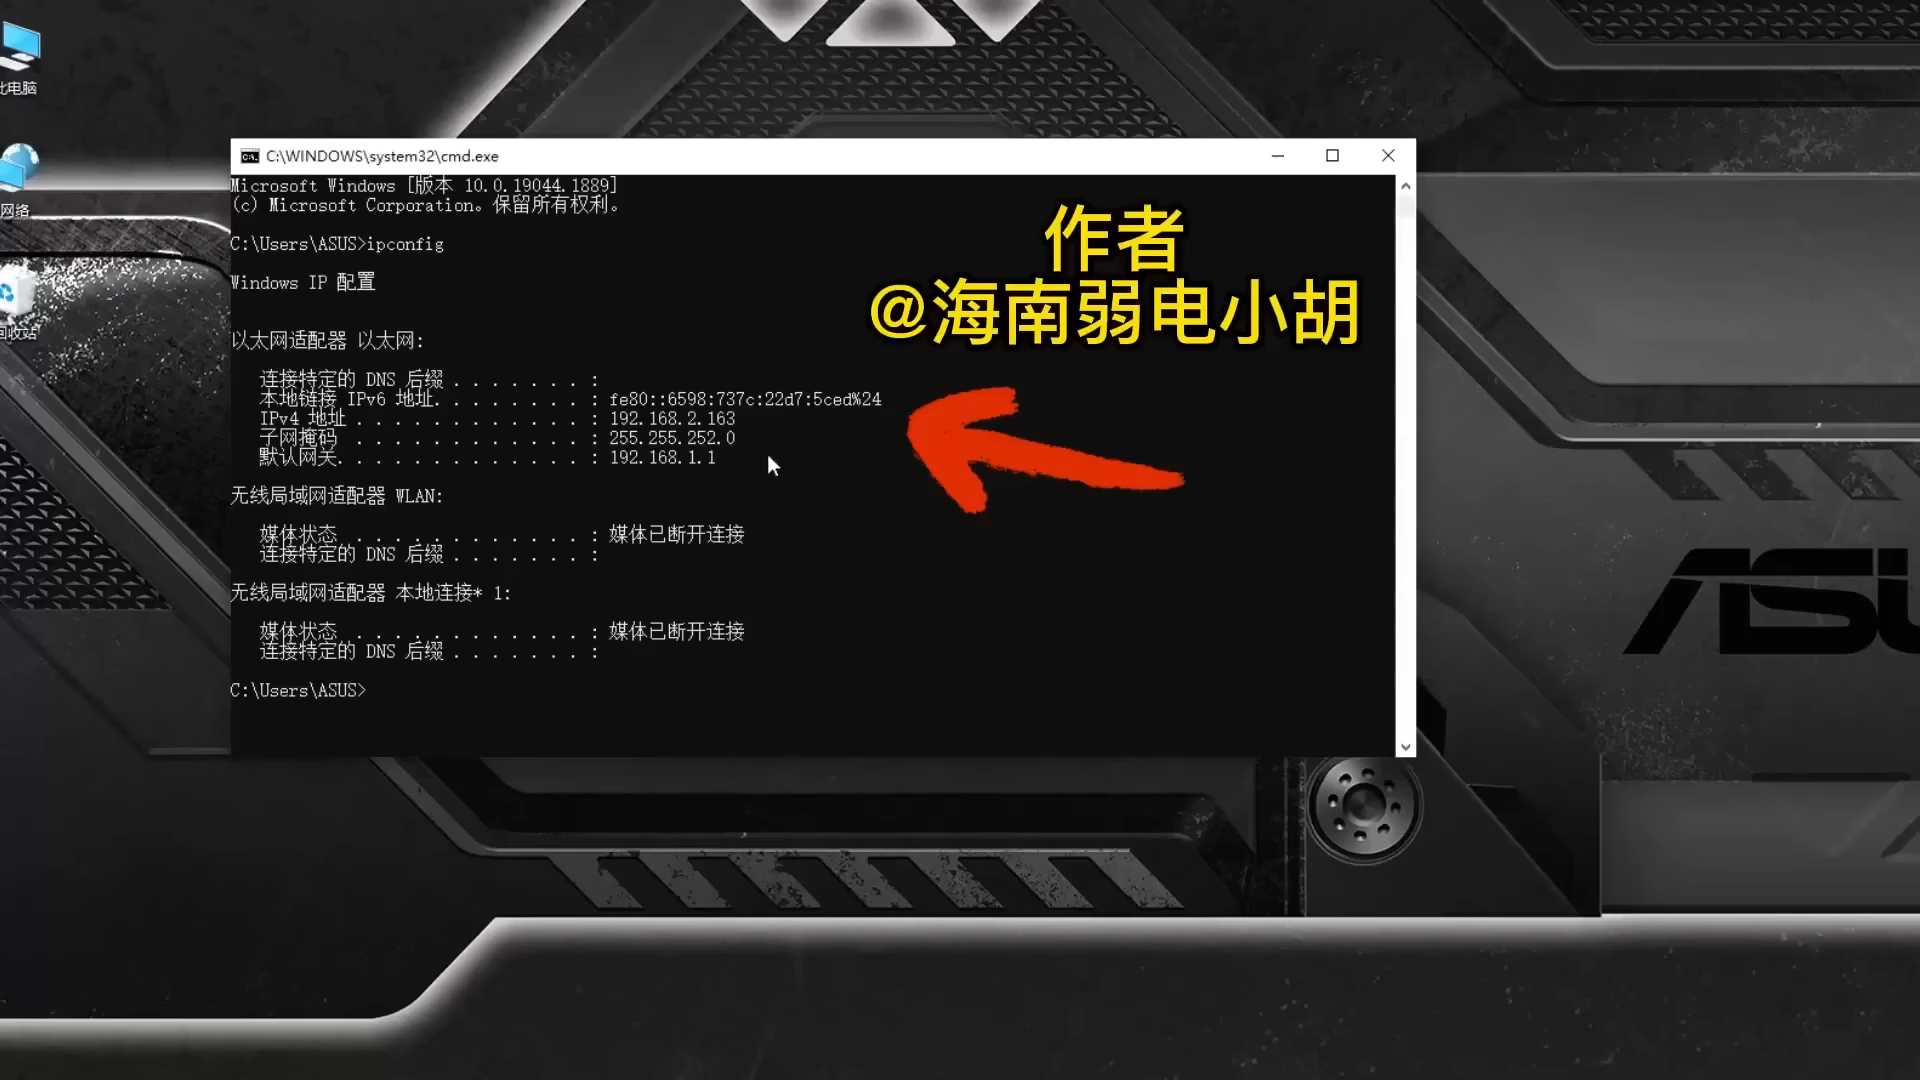 此电脑
网络
回收站
C:\WINDOWS\system32\cmd.exe
Microsoft Windows [版本 10.0.19044.1889]
(c) Microsoft Corporation。保留所有权利。
C:\Users\ASUS>ipconfig
Windows IP 配置
以太网适配器 以太网:
连接特定的 DNS 后缀 . . . . . . . :
本地链接 IPv6 地址. . . . . . . . : fe80::6598:737c:22d7:5ced%24
IPv4 地址 . . . . . . . . . . . . : 192.168.2.163
子网掩码 . . . . . . . . . . . . : 255.255.252.0
默认网关. . . . . . . . . . . . . : 192.168.1.1
无线局域网适配器 WLAN:
媒体状态 . . . . . . . . . . . . : 媒体已断开连接
连接特定的 DNS 后缀 . . . . . . . :
无线局域网适配器 本地连接* 1:
媒体状态 . . . . . . . . . . . . : 媒体已断开连接
连接特定的 DNS 后缀 . . . . . . . :
C:\Users\ASUS>
作者
@海南弱电小胡
ASU